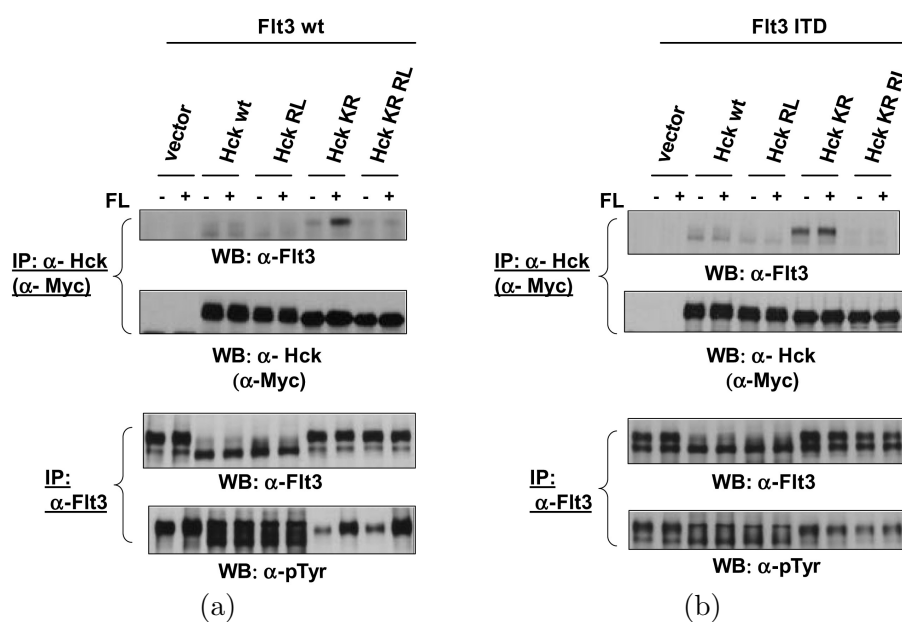 Flt3 wt
vector
Hck wt
Hck RL
Hck KR
Hck KR RL
FL - + - + - + - + - +
IP: α- Hck
(α- Myc)
WB: α-Flt3
WB: α- Hck
(α-Myc)
IP:
α-Flt3
WB: α-Flt3
WB: α-pTyr
(a)
Flt3 ITD
vector
Hck wt
Hck RL
Hck KR
Hck KR RL
FL - + - + - + - + - +
IP: α- Hck
(α- Myc)
WB: α-Flt3
WB: α- Hck
(α-Myc)
IP:
α-Flt3
WB: α-Flt3
WB: α-pTyr
(b)